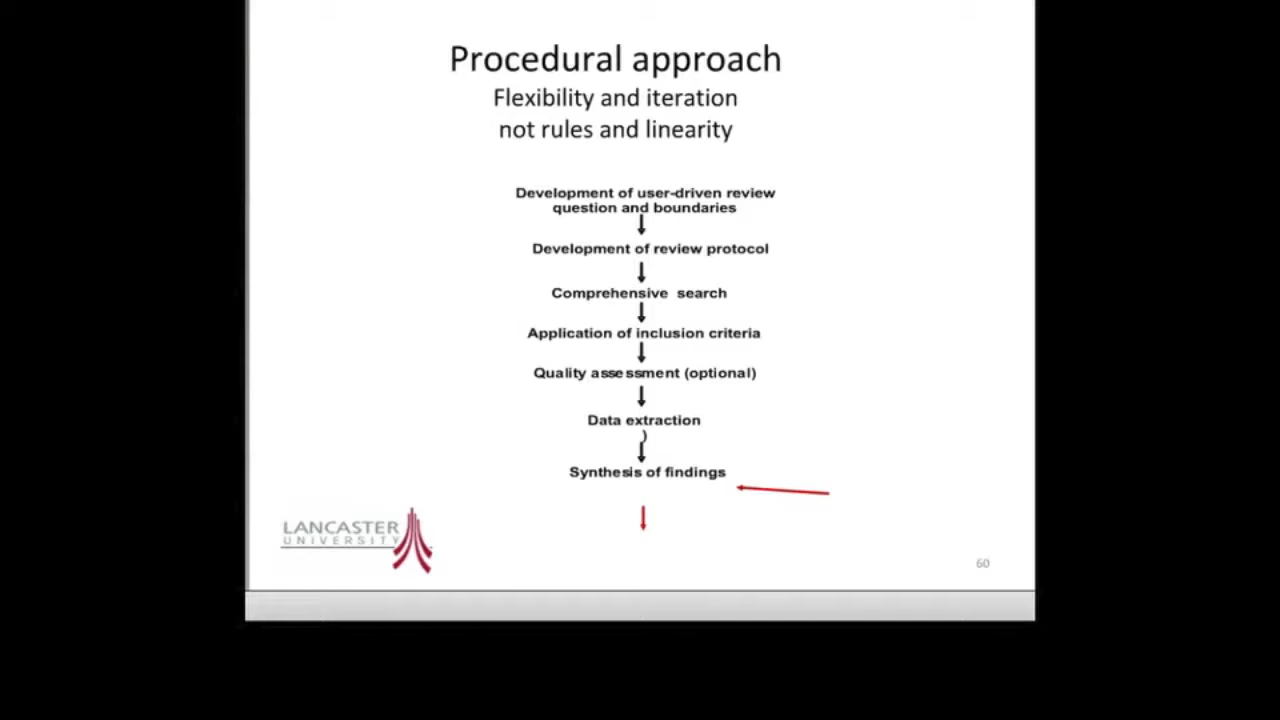 Procedural approach
Flexibility and iteration
not rules and linearity
Development of user-driven review
question and boundaries
Development of review protocol
Comprehensive search
Application of inclusion criteria
Quality assessment (optional)
Data extraction
)
Synthesis of findings
LANCASTER
UNIVERSITY
60